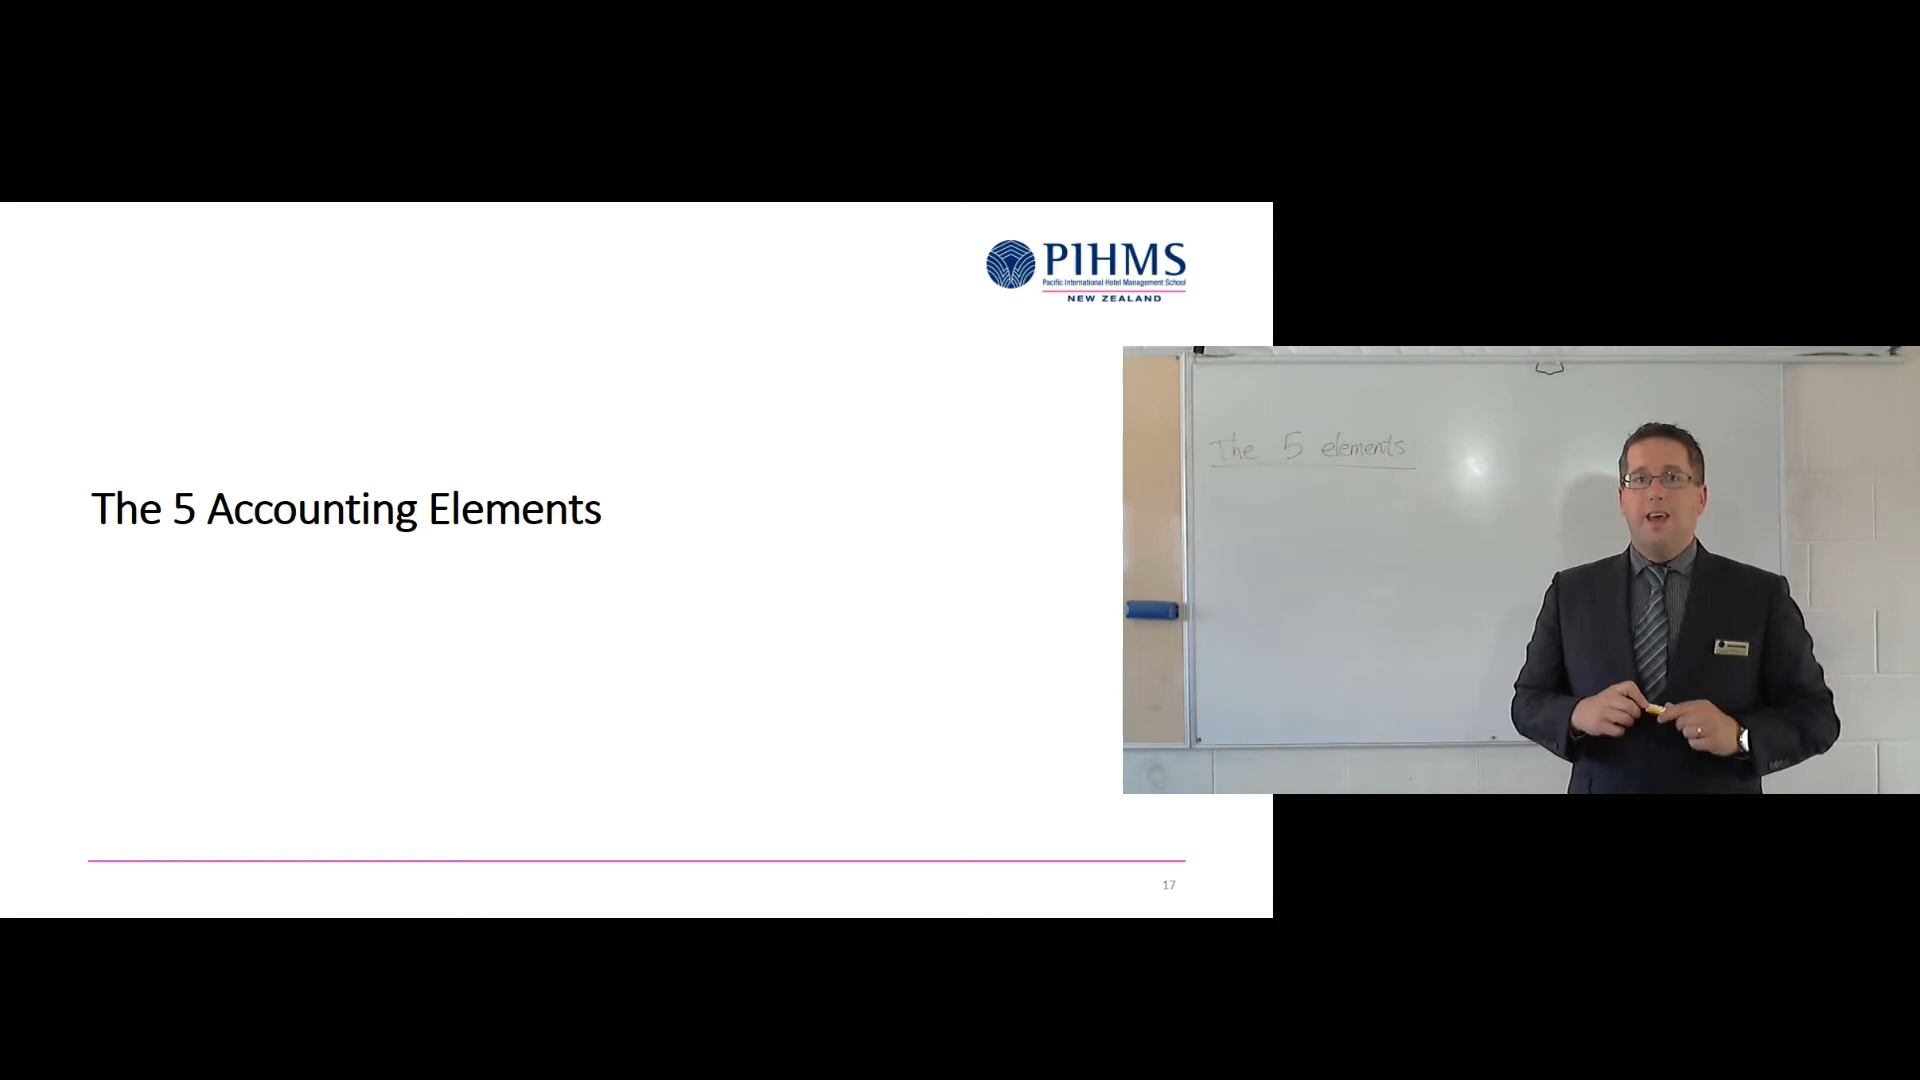 PIHMS
Pacific International Hotel Management School
NEW ZEALAND
The 5 elements
The 5 Accounting Elements
17